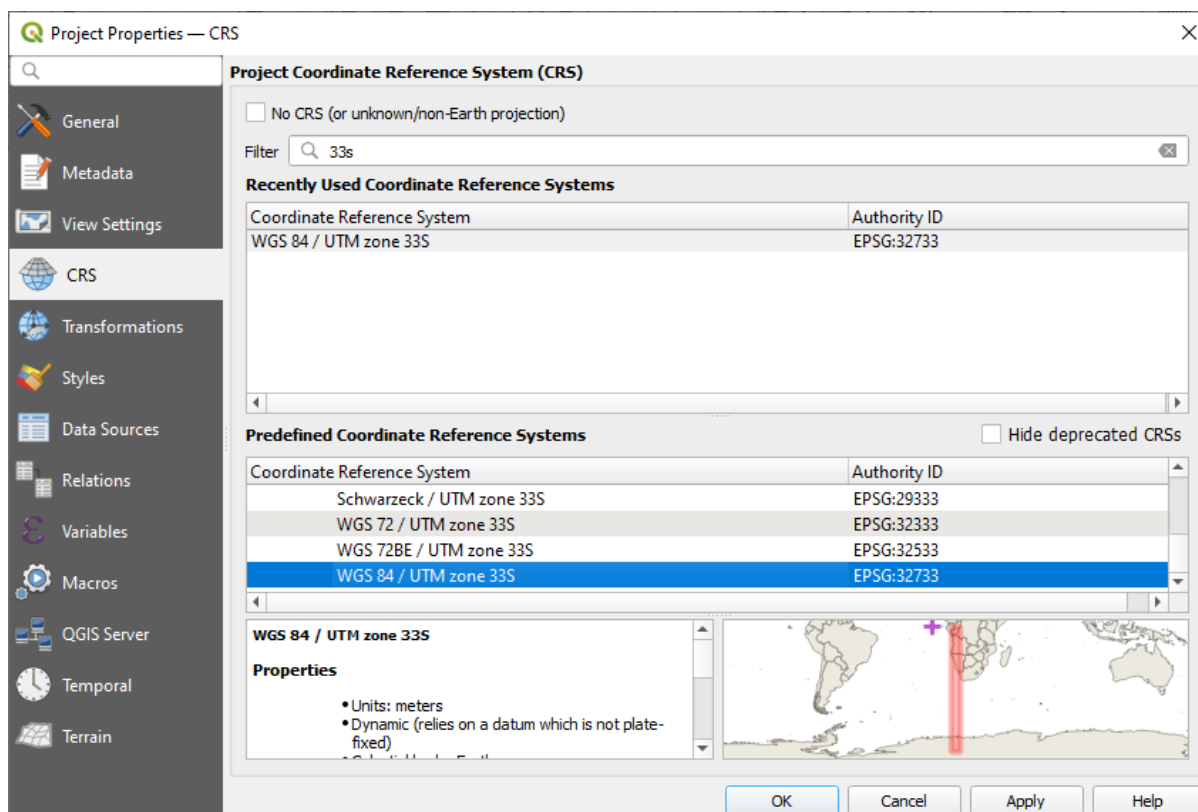 Project Properties — CRS
Project Coordinate Reference System (CRS)
General
Metadata
View Settings
CRS
Transformations
Styles
Data Sources
Relations
Variables
Macros
QGIS Server
Temporal
Terrain
No CRS (or unknown/non-Earth projection)
Filter 33s
Recently Used Coordinate Reference Systems
Coordinate Reference System Authority ID
WGS 84 / UTM zone 33S EPSG:32733
Predefined Coordinate Reference Systems Hide deprecated CRSs
Coordinate Reference System Authority ID
Schwarzeck / UTM zone 33S EPSG:29333
WGS 72 / UTM zone 33S EPSG:32333
WGS 72BE / UTM zone 33S EPSG:32533
WGS 84 / UTM zone 33S EPSG:32733
WGS 84 / UTM zone 33S
Properties
• Units: meters
• Dynamic (relies on a datum which is not plate-
fixed)
OK Cancel Apply Help